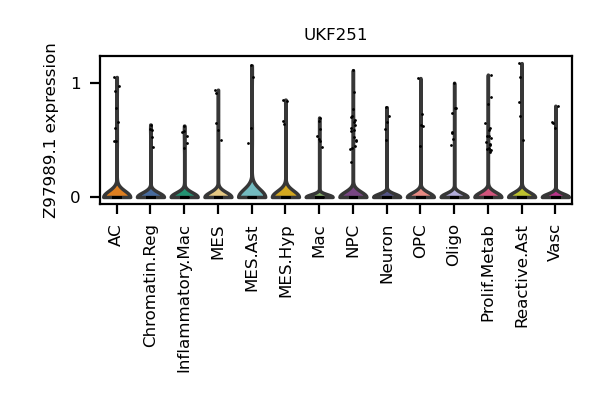 UKF251
Z97989.1 expression
1
0
AC
Chromatin.Reg
Inflammatory.Mac
MES
MES.Ast
MES.Hyp
Mac
NPC
Neuron
OPC
Oligo
Prolif.Metab
Reactive.Ast
Vasc